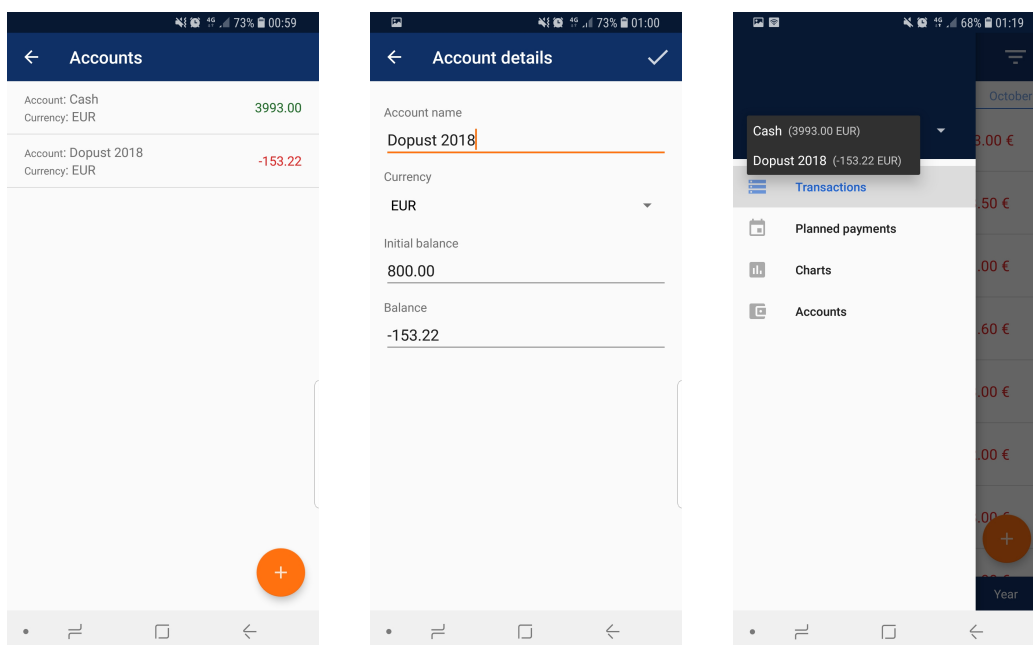 4G 73% 00:59
Accounts
Account: Cash
Currency: EUR
3993.00
Account: Dopust 2018
Currency: EUR
-153.22
4G 73% 01:00
Account details
Account name
Dopust 2018
Currency
EUR
Initial balance
800.00
Balance
-153.22
4G 68% 01:19
October
Cash (3993.00 EUR)
Dopust 2018 (-153.22 EUR)
Transactions
Planned payments
Charts
Accounts
.00 €
.50 €
.00 €
.60 €
.00 €
.00 €
Year